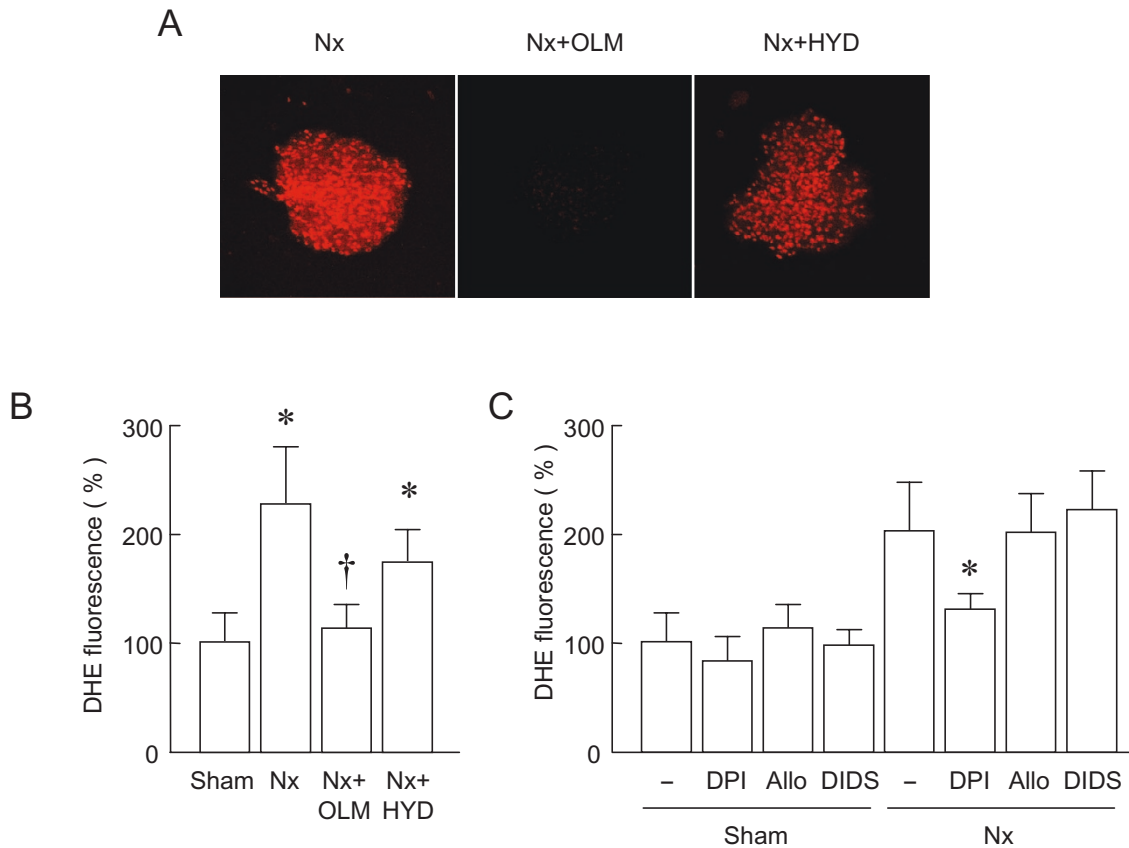 A
Nx Nx+OLM Nx+HYD
B
DHE fluorescence ( % )
300
200
100
0
* † *
Sham Nx Nx+ Nx+
OLM HYD
C
DHE fluorescence ( % )
300
200
100
0
*
– DPI Allo DIDS – DPI Allo DIDS
Sham Nx